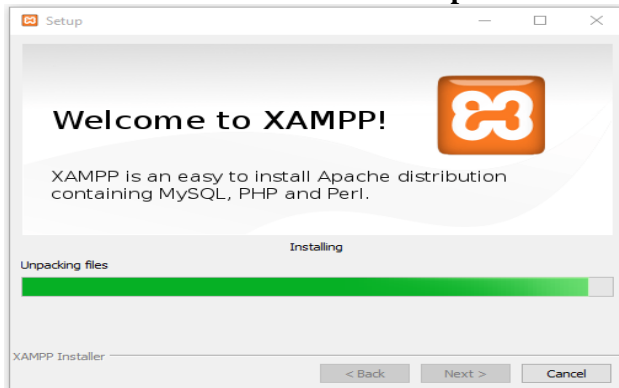 Setup
Welcome to XAMPP!
XAMPP is an easy to install Apache distribution
containing MySQL, PHP and Perl.
Installing
Unpacking files
XAMPP Installer
< Back Next > Cancel